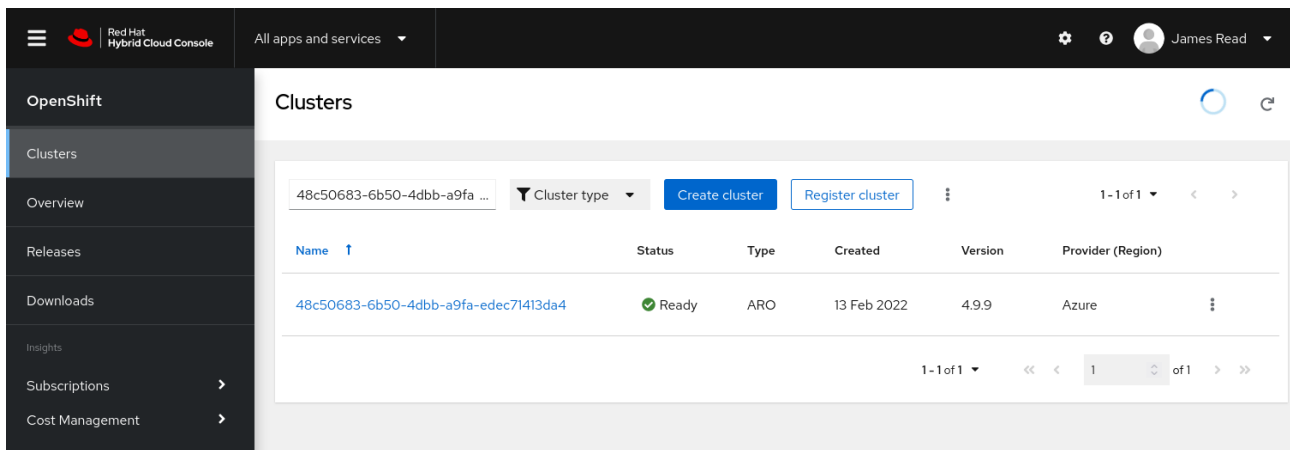 Red Hat
Hybrid Cloud Console
All apps and services
James Read
OpenShift
Clusters
Overview
Releases
Downloads
Insights
Subscriptions
Cost Management
Clusters
48c50683-6b50-4dbb-a9fa ... Cluster type Create cluster Register cluster 1 - 1 of 1
Name Status Type Created Version Provider (Region)
48c50683-6b50-4dbb-a9fa-edec71413da4 Ready ARO 13 Feb 2022 4.9.9 Azure
1 - 1 of 1 1 of 1